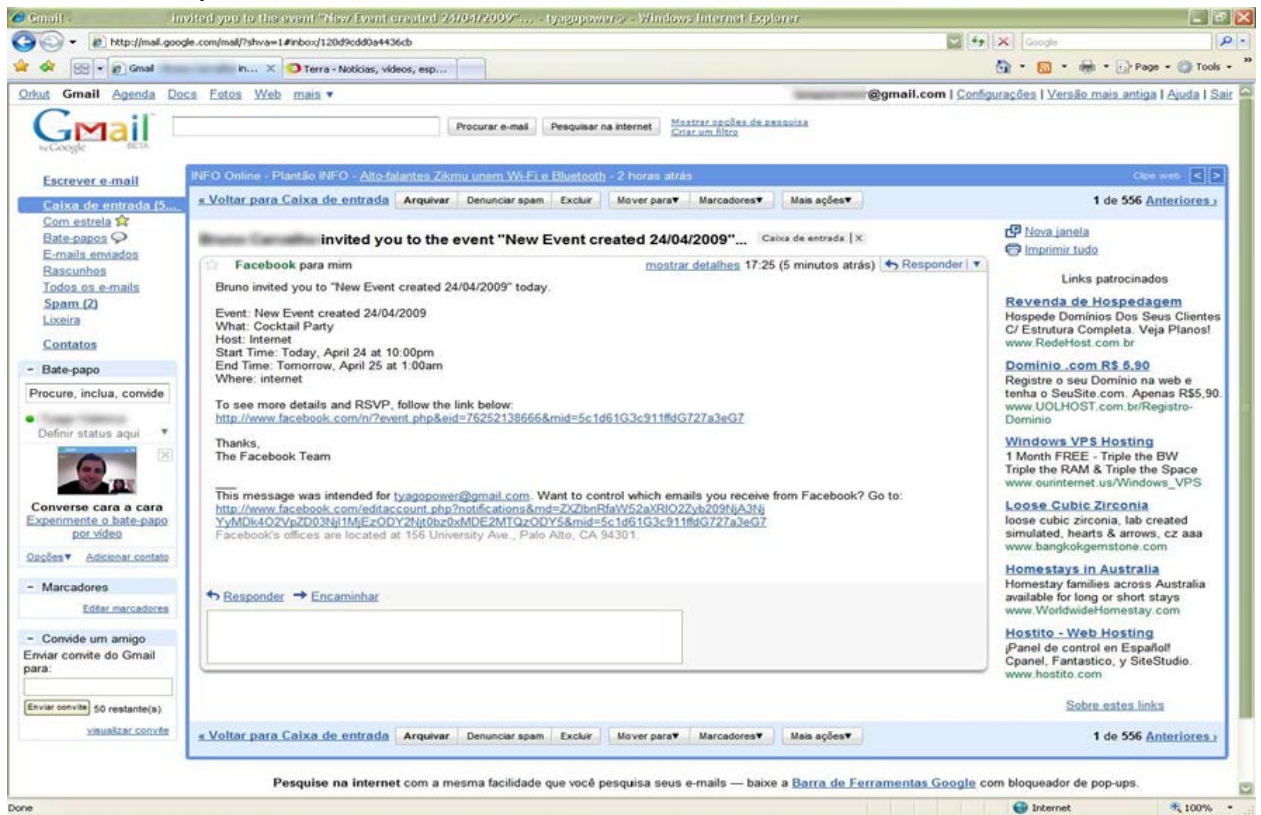 Gmail - invited you to the event "New Event created 24/04/2009"... - tyagopower@ - Windows Internet Explorer
http://mail.google.com/mail/?shva=1#inbox/120d9cdd0a4436cb
Google
Gmail in... Terra - Notícias, vídeos, esp...
Page Tools
Orkut Gmail Agenda Docs Fotos Web mais ▼
@gmail.com | Configurações | Versão mais antiga | Ajuda | Sair
Gmail
by Google BETA
Procurar e-mail Pesquisar na internet
Mostrar opções de pesquisa
Criar um filtro
Escrever e-mail
Caixa de entrada (5...
Com estrela
Bate-papos
E-mails enviados
Rascunhos
Todos os e-mails
Spam (2)
Lixeira
Contatos
− Bate-papo
Procure, inclua, convide
Definir status aqui
Converse cara a cara
Experimente o bate-papo
por vídeo
Opções▼ Adicionar contato
− Marcadores
Editar marcadores
− Convide um amigo
Enviar convite do Gmail
para:
Enviar convite 50 restante(s)
visualizar convite
INFO Online - Plantão INFO - Alto-falantes Zikmu unem Wi-Fi e Bluetooth - 2 horas atrás
Clipe web < >
« Voltar para Caixa de entrada Arquivar Denunciar spam Excluir Mover para▼ Marcadores▼ Mais ações▼
1 de 556 Anteriores ›
invited you to the event "New Event created 24/04/2009"... Caixa de entrada | X
Facebook para mim
mostrar detalhes 17:25 (5 minutos atrás) Responder | ▼
Bruno invited you to "New Event created 24/04/2009" today.
Event: New Event created 24/04/2009
What: Cocktail Party
Host: Internet
Start Time: Today, April 24 at 10:00pm
End Time: Tomorrow, April 25 at 1:00am
Where: internet
To see more details and RSVP, follow the link below:
http://www.facebook.com/n/?event.php&eid=76252138666&mid=5c1d61G3c911ffdG727a3eG7
Thanks,
The Facebook Team
___
This message was intended for tyagopower@gmail.com. Want to control which emails you receive from Facebook? Go to:
http://www.facebook.com/editaccount.php?notifications&md=ZXZlbnRfaW52aXRlO2Zyb209NjA3Nj
YyMDk4O2VpZD03NjI1MjEzODY2Njt0bz0xMDE2MTQzODY5&mid=5c1d61G3c911ffdG727a3eG7
Facebook's offices are located at 156 University Ave., Palo Alto, CA 94301.
Responder Encaminhar
Nova janela
Imprimir tudo
Links patrocinados
Revenda de Hospedagem
Hospede Domínios Dos Seus Clientes
C/ Estrutura Completa. Veja Planos!
www.RedeHost.com.br
Domínio .com R$ 5,90
Registre o seu Domínio na web e
tenha o SeuSite.com. Apenas R$5,90.
www.UOLHOST.com.br/Registro-
Dominio
Windows VPS Hosting
1 Month FREE - Triple the BW
Triple the RAM & Triple the Space
www.ourinternet.us/Windows_VPS
Loose Cubic Zirconia
loose cubic zirconia, lab created
simulated, hearts & arrows, cz aaa
www.bangkokgemstone.com
Homestays in Australia
Homestay families across Australia
available for long or short stays
www.WorldwideHomestay.com
Hostito - Web Hosting
¡Panel de control en Español!
Cpanel, Fantastico, y SiteStudio.
www.hostito.com
Sobre estes links
« Voltar para Caixa de entrada Arquivar Denunciar spam Excluir Mover para▼ Marcadores▼ Mais ações▼
1 de 556 Anteriores ›
Pesquise na internet com a mesma facilidade que você pesquisa seus e-mails — baixe a Barra de Ferramentas Google com bloqueador de pop-ups.
Done
Internet
100%